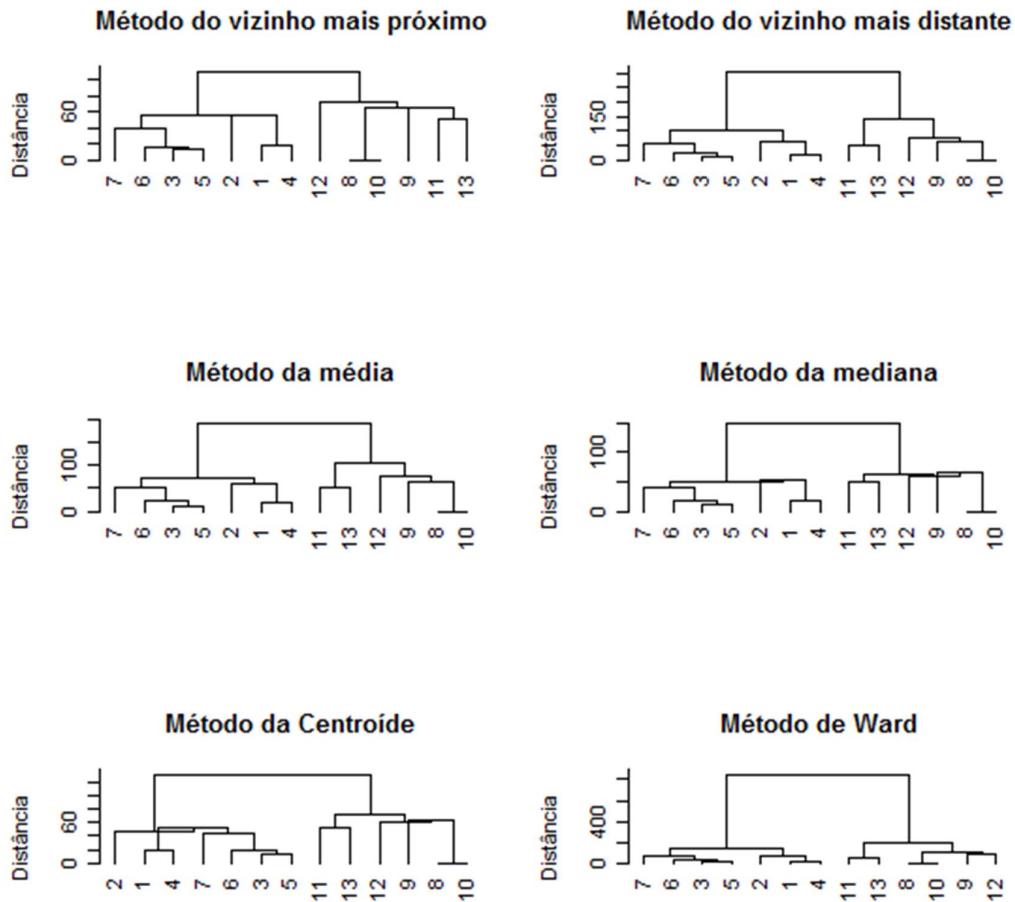 Método do vizinho mais próximo
Distância
60
0
7 6 3 5 2 1 4 12 8 10 9 11 13
Método do vizinho mais distante
Distância
150
0
7 6 3 5 2 1 4 11 13 12 9 8 10
Método da média
Distância
100
0
7 6 3 5 2 1 4 11 13 12 9 8 10
Método da mediana
Distância
100
0
7 6 3 5 2 1 4 11 13 12 9 8 10
Método da Centroíde
Distância
60
0
2 1 4 7 6 3 5 11 13 12 9 8 10
Método de Ward
Distância
400
0
7 6 3 5 2 1 4 11 13 8 10 9 12